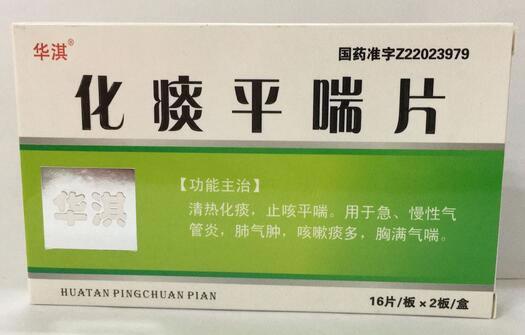 华淇®
国药准字Z22023979
化痰平喘片
【功能主治】
清热化痰，止咳平喘。用于急、慢性气
管炎，肺气肿，咳嗽痰多，胸满气喘。
华淇
HUATAN PINGCHUAN PIAN
16片/板×2板/盒